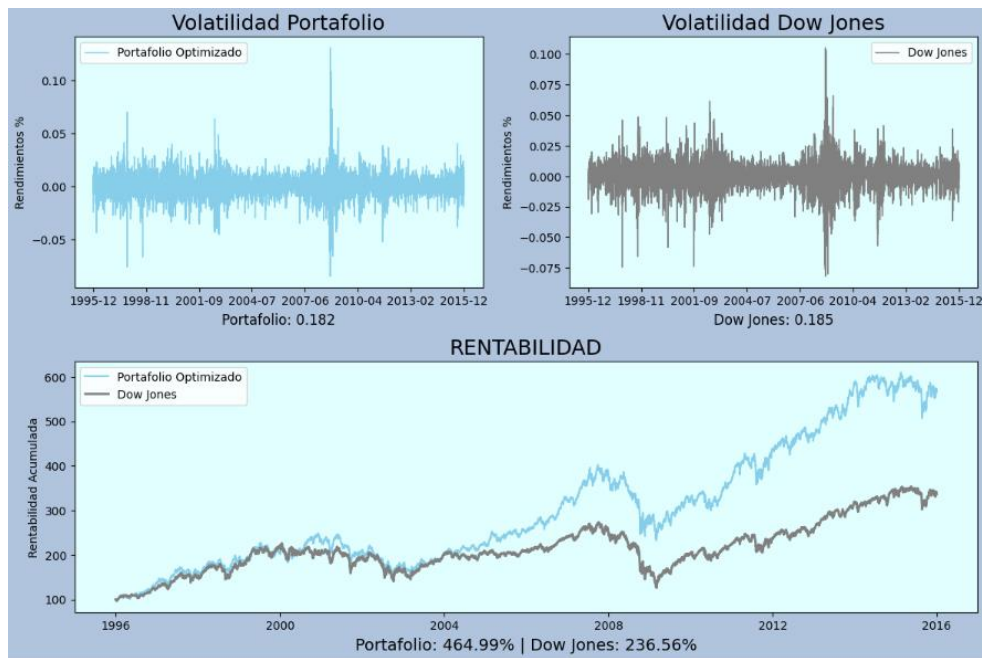 Volatilidad Portafolio
Portafolio Optimizado
0.10
0.05
0.00
−0.05
Rendimientos %
1995-12 1998-11 2001-09 2004-07 2007-06 2010-04 2013-02 2015-12
Portafolio: 0.182
Volatilidad Dow Jones
Dow Jones
0.100
0.075
0.050
0.025
0.000
−0.025
−0.050
−0.075
Rendimientos %
1995-12 1998-11 2001-09 2004-07 2007-06 2010-04 2013-02 2015-12
Dow Jones: 0.185
RENTABILIDAD
Portafolio Optimizado
Dow Jones
600
500
400
300
200
100
Rentabilidad Acumulada
1996 2000 2004 2008 2012 2016
Portafolio: 464.99% | Dow Jones: 236.56%